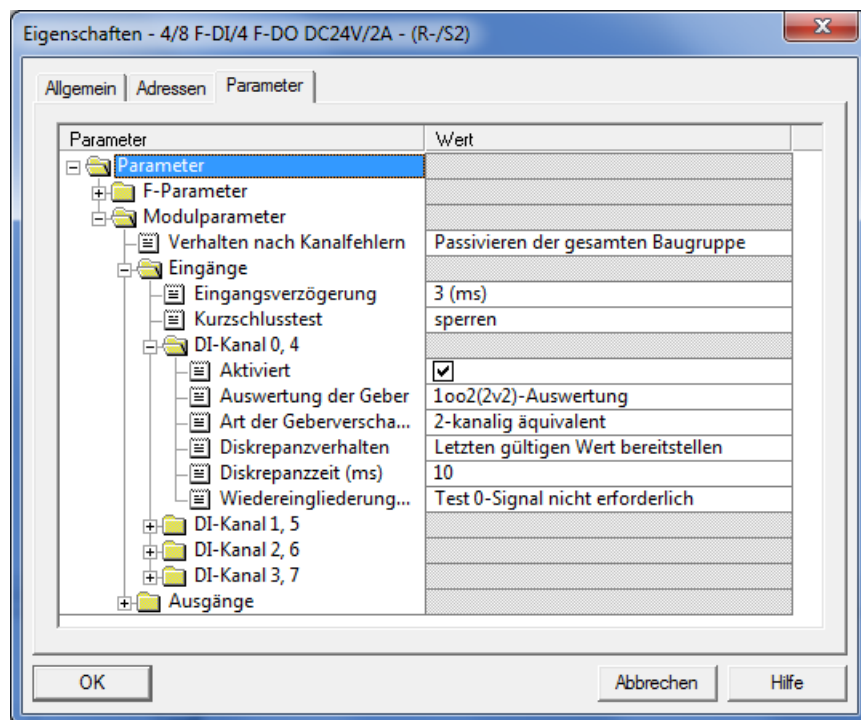 Eigenschaften - 4/8 F-DI/4 F-DO DC24V/2A - (R-/S2)
Allgemein Adressen Parameter
Parameter Wert
Parameter
F-Parameter
Modulparameter
Verhalten nach Kanalfehlern Passivieren der gesamten Baugruppe
Eingänge
Eingangsverzögerung 3 (ms)
Kurzschlusstest sperren
DI-Kanal 0, 4
Aktiviert
Auswertung der Geber 1oo2(2v2)-Auswertung
Art der Geberverscha... 2-kanalig äquivalent
Diskrepanzverhalten Letzten gültigen Wert bereitstellen
Diskrepanzzeit (ms) 10
Wiedereingliederung... Test 0-Signal nicht erforderlich
DI-Kanal 1, 5
DI-Kanal 2, 6
DI-Kanal 3, 7
Ausgänge
OK Abbrechen Hilfe